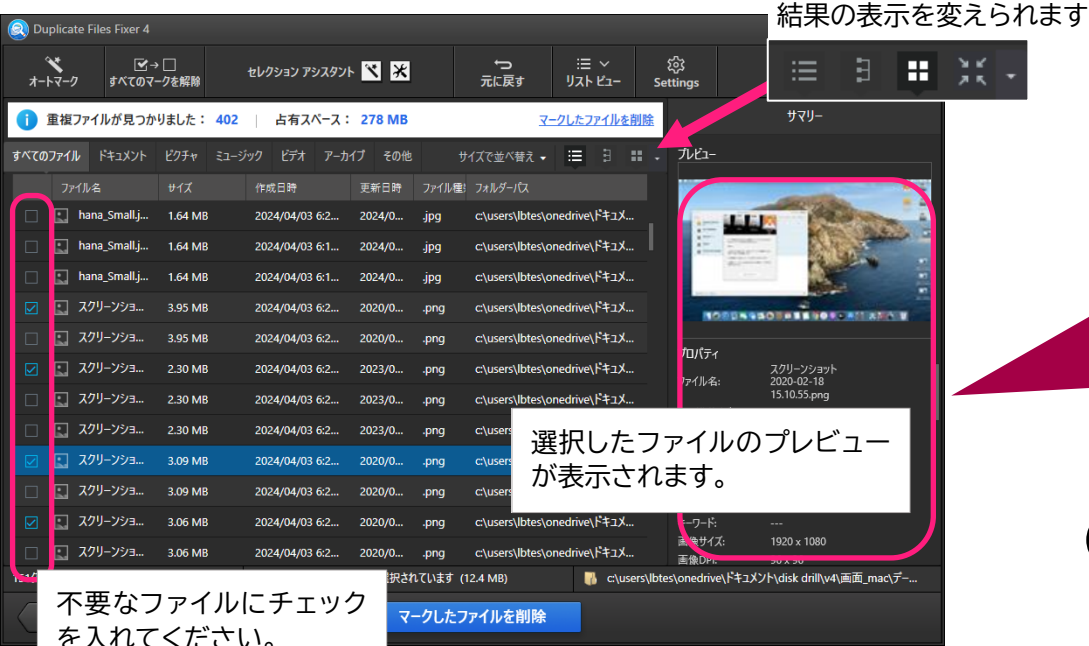 結果の表示を変えられます
Duplicate Files Fixer 4
オートマーク
すべてのマークを解除
セレクション アシスタント
元に戻す
リスト ビュー
Settings
重複ファイルが見つかりました： 402 | 占有スペース： 278 MB マークしたファイルを削除
サマリー
すべてのファイル ドキュメント ピクチャ ミュージック ビデオ アーカイブ その他 サイズで並べ替え
プレビュー
ファイル名 サイズ 作成日時 更新日時 ファイル種 フォルダーパス
hana_Small.j... 1.64 MB 2024/04/03 6:2... 2024/0... .jpg c:\users\lbtes\onedrive\ドキュメ...
hana_Small.j... 1.64 MB 2024/04/03 6:1... 2024/0... .jpg c:\users\lbtes\onedrive\ドキュメ...
hana_Small.j... 1.64 MB 2024/04/03 6:1... 2024/0... .jpg c:\users\lbtes\onedrive\ドキュメ...
スクリーンショ... 3.95 MB 2024/04/03 6:2... 2020/0... .png c:\users\lbtes\onedrive\ドキュメ...
スクリーンショ... 3.95 MB 2024/04/03 6:2... 2020/0... .png c:\users\lbtes\onedrive\ドキュメ...
スクリーンショ... 2.30 MB 2024/04/03 6:2... 2023/0... .png c:\users\lbtes\onedrive\ドキュメ...
スクリーンショ... 2.30 MB 2024/04/03 6:2... 2023/0... .png c:\users\lbtes\onedrive\ドキュメ...
スクリーンショ... 2.30 MB 2024/04/03 6:2... 2023/0... .png c:\users
スクリーンショ... 3.09 MB 2024/04/03 6:2... 2020/0... .png c:\users
スクリーンショ... 3.09 MB 2024/04/03 6:2... 2020/0... .png c:\users
スクリーンショ... 3.06 MB 2024/04/03 6:2... 2020/0... .png c:\users\lbtes\onedrive\ドキュメ...
スクリーンショ... 3.06 MB 2024/04/03 6:2... 2020/0... .png c:\users\lbtes\onedrive\ドキュメ...
プロパティ
ファイル名: スクリーンショット
2020-02-18
15.10.55.png
選択したファイルのプレビュー
が表示されます。
キーワード: ---
画像サイズ: 1920 x 1080
画像DPI:
択されています (12.4 MB)
c:\users\lbtes\onedrive\ドキュメント\disk drill\v4\画面_mac\デー...
不要なファイルにチェック
を入れてください。
マークしたファイルを削除